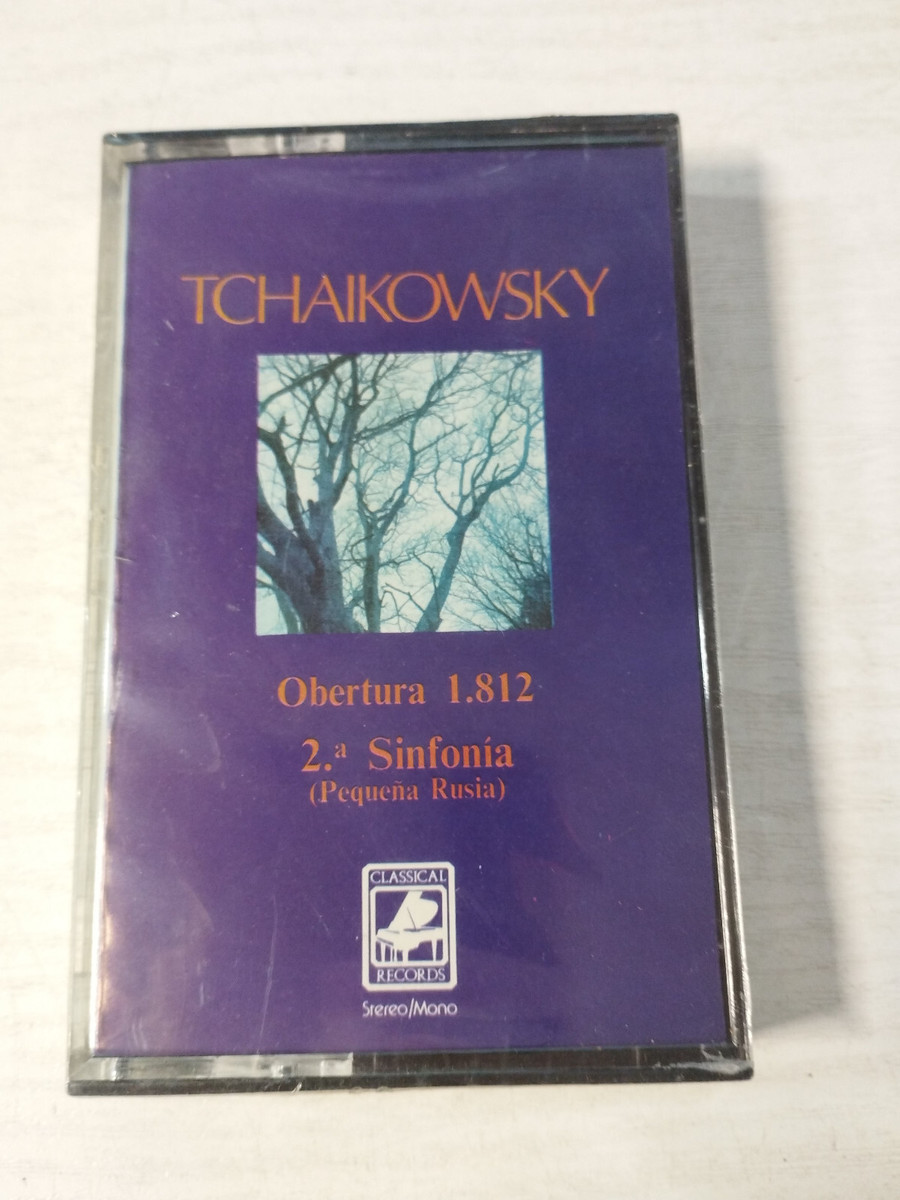 TCHAIKOWSKY
Obertura 1.812
2.ª Sinfonía
(Pequeña Rusia)
CLASSICAL
RECORDS
Stereo/Mono